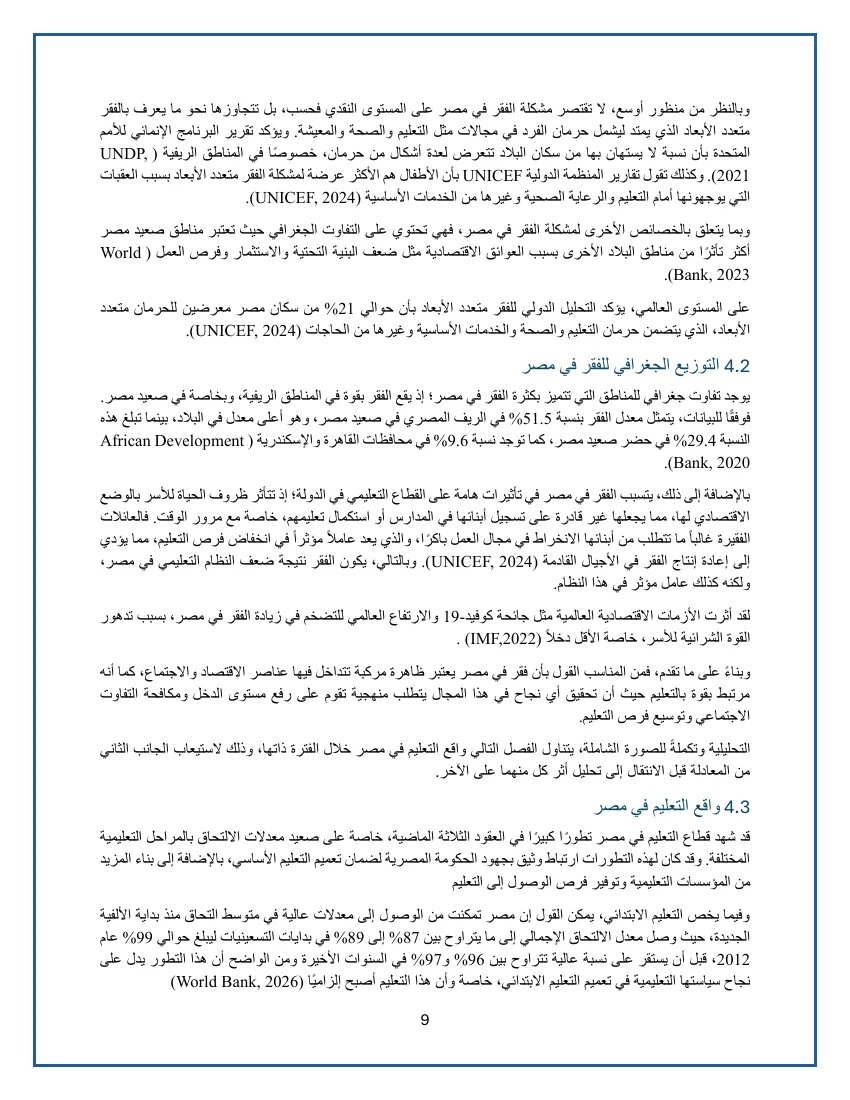 وبالنظر من منظور أوسع، لا تقتصر مشكلة الفقر في مصر على المستوى النقدي فحسب، بل تتجاوزها نحو ما يعرف بالفقر
متعدد الأبعاد الذي يمتد ليشمل حرمان الفرد في مجالات مثل التعليم والصحة والمعيشة. ويؤكد تقرير البرنامج الإنمائي للأمم
المتحدة بأن نسبة لا يستهان بها من سكان البلاد تتعرض لعدة أشكال من حرمان، خصوصًا في المناطق الريفية (UNDP,
2021). وكذلك تقول تقارير المنظمة الدولية UNICEF بأن الأطفال هم الأكثر عرضة لمشكلة الفقر متعدد الأبعاد بسبب العقبات
التي يوجهونها أمام التعليم والرعاية الصحية وغيرها من الخدمات الأساسية (UNICEF, 2024).
وبما يتعلق بالخصائص الأخرى لمشكلة الفقر في مصر، فهي تحتوي على التفاوت الجغرافي حيث تعتبر مناطق صعيد مصر
أكثر تأثرًا من مناطق البلاد الأخرى بسبب العوائق الاقتصادية مثل ضعف البنية التحتية والاستثمار وفرص العمل (World
Bank, 2023).
على المستوى العالمي، يؤكد التحليل الدولي للفقر متعدد الأبعاد بأن حوالي 21% من سكان مصر معرضين للحرمان متعدد
الأبعاد، الذي يتضمن حرمان التعليم والصحة والخدمات الأساسية وغيرها من الحاجات (UNICEF, 2024).
4.2 التوزيع الجغرافي للفقر في مصر
يوجد تفاوت جغرافي للمناطق التي تتميز بكثرة الفقر في مصر؛ إذ يقع الفقر بقوة في المناطق الريفية، وبخاصة في صعيد مصر.
فوفقًا للبيانات، يتمثل معدل الفقر بنسبة 51.5% في الريف المصري في صعيد مصر، وهو أعلى معدل في البلاد، بينما تبلغ هذه
النسبة 29.4% في حضر صعيد مصر، كما توجد نسبة 9.6% في محافظات القاهرة والإسكندرية (African Development
Bank, 2020).
بالإضافة إلى ذلك، يتسبب الفقر في مصر في تأثيرات هامة على القطاع التعليمي في الدولة؛ إذ تتأثر ظروف الحياة للأسر بالوضع
الاقتصادي لها، مما يجعلها غير قادرة على تسجيل أبنائها في المدارس أو استكمال تعليمهم، خاصة مع مرور الوقت. فالعائلات
الفقيرة غالباً ما تتطلب من أبنائها الانخراط في مجال العمل باكرًا، والذي يعد عاملاً مؤثراً في انخفاض فرص التعليم، مما يؤدي
إلى إعادة إنتاج الفقر في الأجيال القادمة (UNICEF, 2024). وبالتالي، يكون الفقر نتيجة ضعف النظام التعليمي في مصر،
ولكنه كذلك عامل مؤثر في هذا النظام.
لقد أثرت الأزمات الاقتصادية العالمية مثل جائحة كوفيد-19 والارتفاع العالمي للتضخم في زيادة الفقر في مصر، بسبب تدهور
القوة الشرائية للأسر، خاصة الأقل دخلاً (IMF,2022) .
وبناءً على ما تقدم، فمن المناسب القول بأن فقر في مصر يعتبر ظاهرة مركبة تتداخل فيها عناصر الاقتصاد والاجتماع، كما أنه
مرتبط بقوة بالتعليم حيث أن تحقيق أي نجاح في هذا المجال يتطلب منهجية تقوم على رفع مستوى الدخل ومكافحة التفاوت
الاجتماعي وتوسيع فرص التعليم.
التحليلية وتكملةً للصورة الشاملة، يتناول الفصل التالي واقع التعليم في مصر خلال الفترة ذاتها، وذلك لاستيعاب الجانب الثاني
من المعادلة قبل الانتقال إلى تحليل أثر كل منهما على الآخر.
4.3 واقع التعليم في مصر
قد شهد قطاع التعليم في مصر تطورًا كبيرًا في العقود الثلاثة الماضية، خاصة على صعيد معدلات الالتحاق بالمراحل التعليمية
المختلفة. وقد كان لهذه التطورات ارتباط وثيق بجهود الحكومة المصرية لضمان تعميم التعليم الأساسي، بالإضافة إلى بناء المزيد
من المؤسسات التعليمية وتوفير فرص الوصول إلى التعليم
وفيما يخص التعليم الابتدائي، يمكن القول إن مصر تمكنت من الوصول إلى معدلات عالية في متوسط التحاق منذ بداية الألفية
الجديدة، حيث وصل معدل الالتحاق الإجمالي إلى ما يتراوح بين 87% إلى 89% في بدايات التسعينيات ليبلغ حوالي 99% عام
2012، قبل أن يستقر على نسبة عالية تتراوح بين 96% و97% في السنوات الأخيرة ومن الواضح أن هذا التطور يدل على
نجاح سياستها التعليمية في تعميم التعليم الابتدائي، خاصة وأن هذا التعليم أصبح إلزاميًا (World Bank, 2026)
9